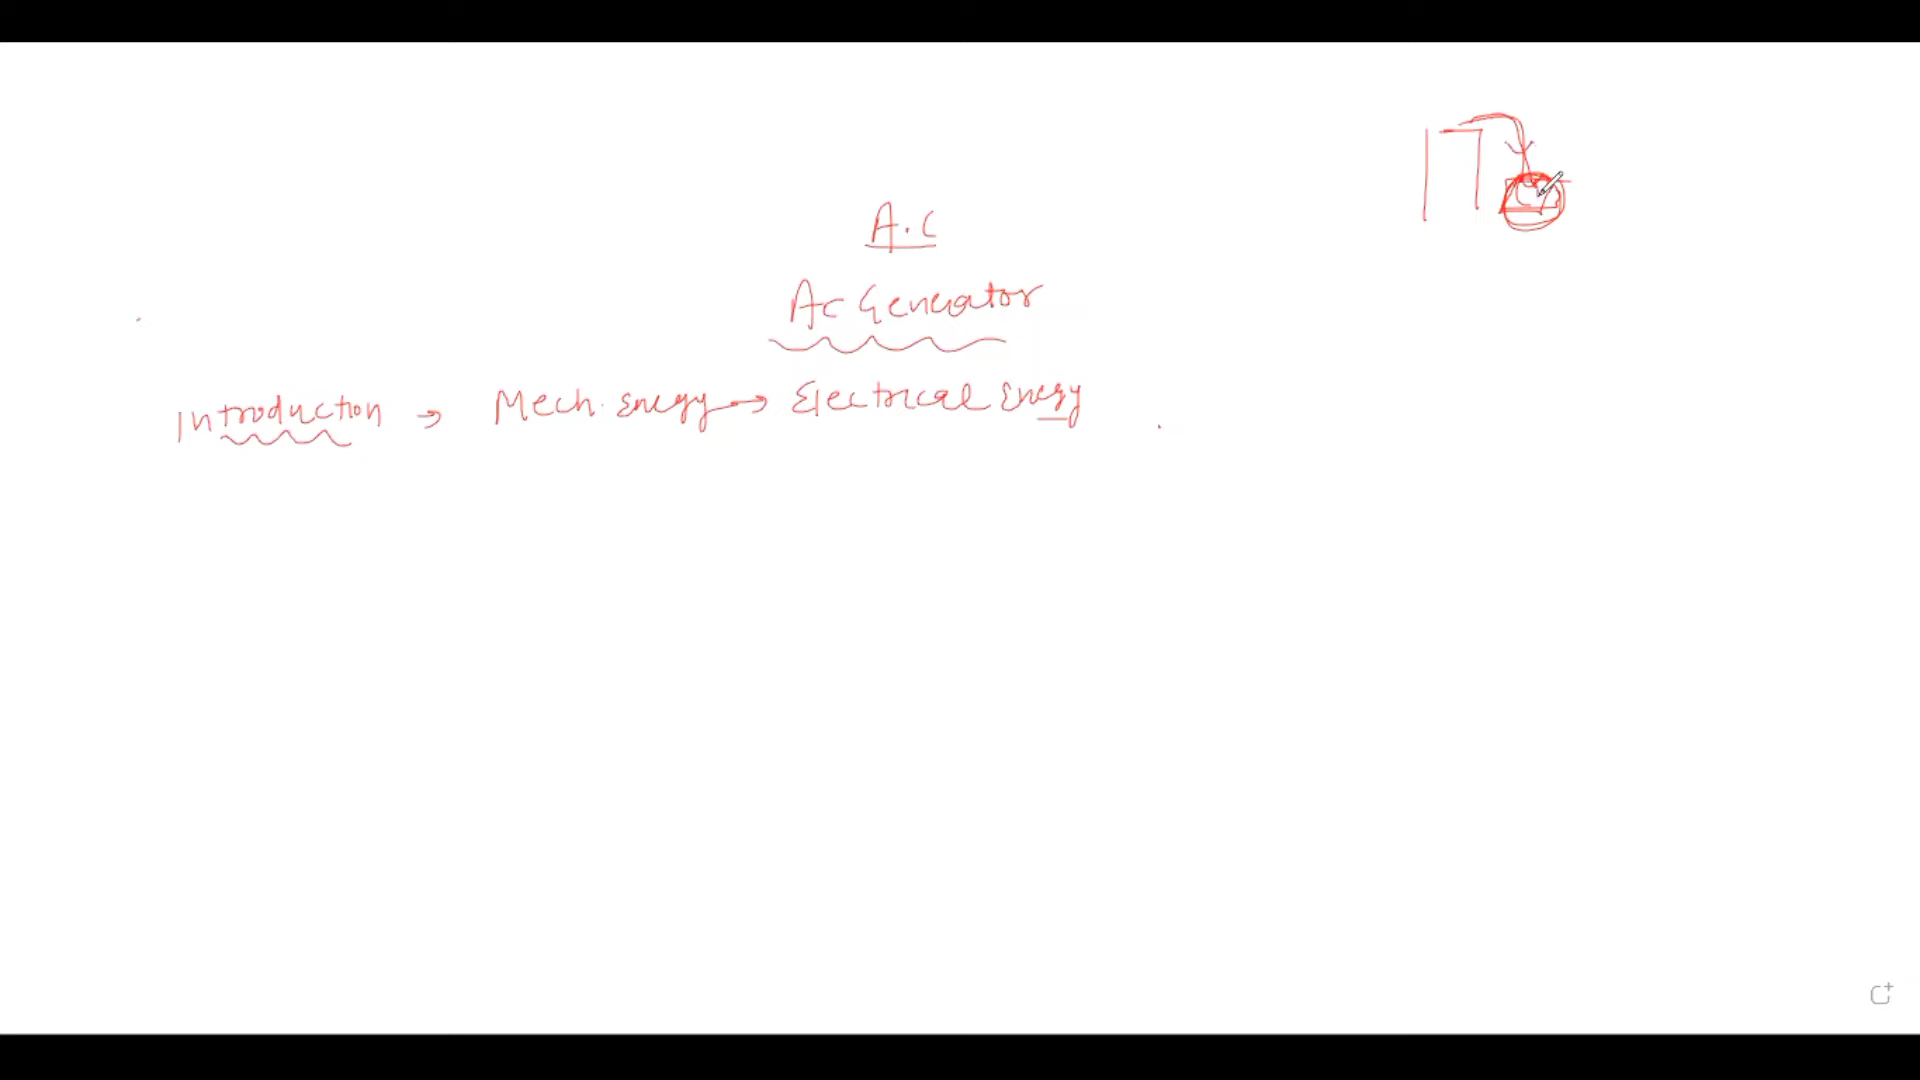 A.C
Ac Generator
Introduction → Mech. Energy → Electrical Energy